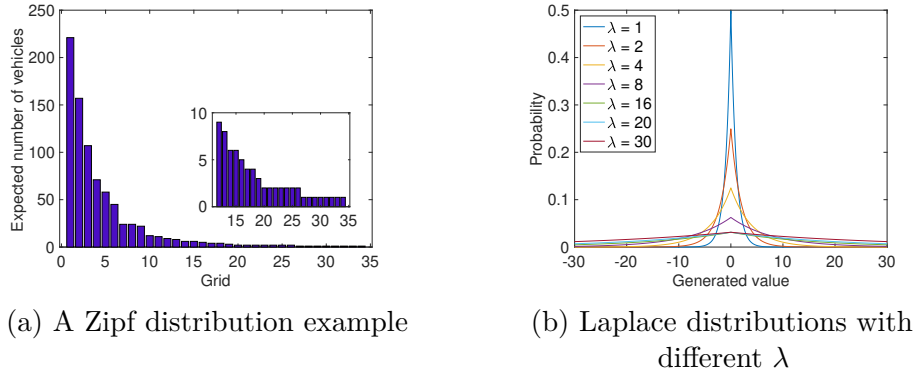 250
200
150
100
50
0
Expected number of vehicles
0 5 10 15 20 25 30 35
Grid
10
5
0
15 20 25 30 35
(a) A Zipf distribution example
0.5
0.4
0.3
0.2
0.1
0
Probability
λ = 1
λ = 2
λ = 4
λ = 8
λ = 16
λ = 20
λ = 30
-30 -20 -10 0 10 20 30
Generated value
(b) Laplace distributions with
different λ